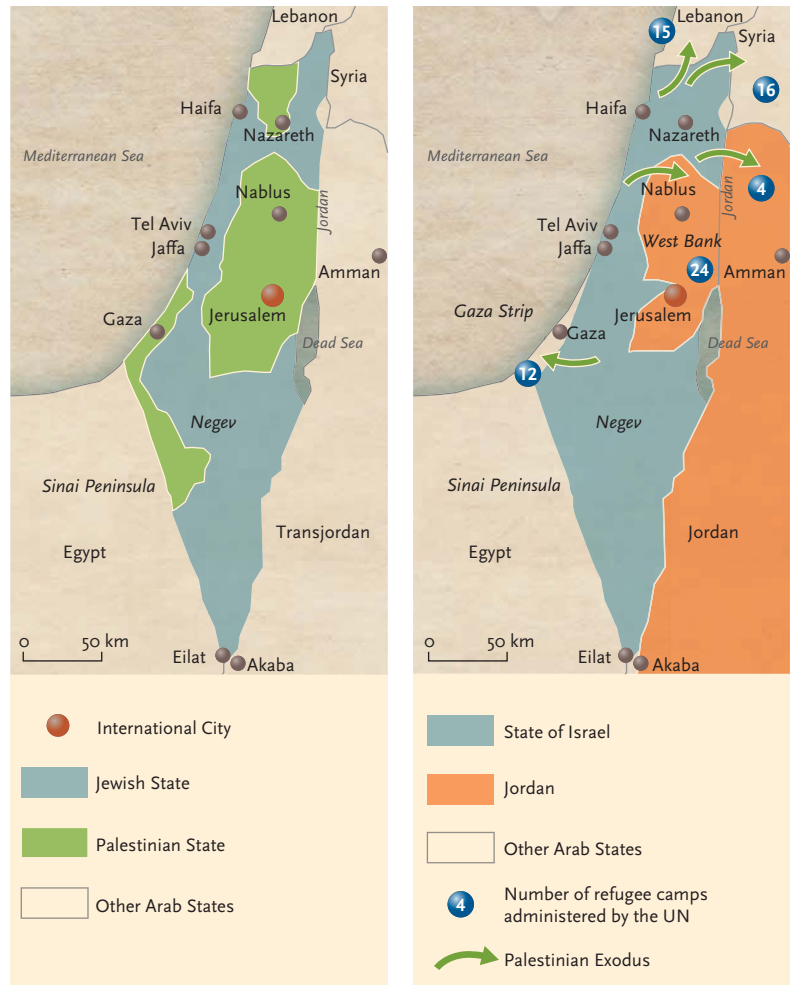 Lebanon
Syria
Haifa
Nazareth
Mediterranean Sea
Nablus
Jordan
Tel Aviv
Jaffa
Amman
Gaza
Jerusalem
Dead Sea
Negev
Sinai Peninsula
Transjordan
Egypt
0 50 km
Eilat
Akaba
International City
Jewish State
Palestinian State
Other Arab States
15
Lebanon
Syria
16
Haifa
Nazareth
Mediterranean Sea
4
Nablus
Jordan
Tel Aviv
West Bank
Jaffa
24
Amman
Gaza Strip
Jerusalem
Gaza
Dead Sea
12
Negev
Sinai Peninsula
Jordan
Egypt
0 50 km
Eilat
Akaba
State of Israel
Jordan
Other Arab States
4
Number of refugee camps
administered by the UN
Palestinian Exodus